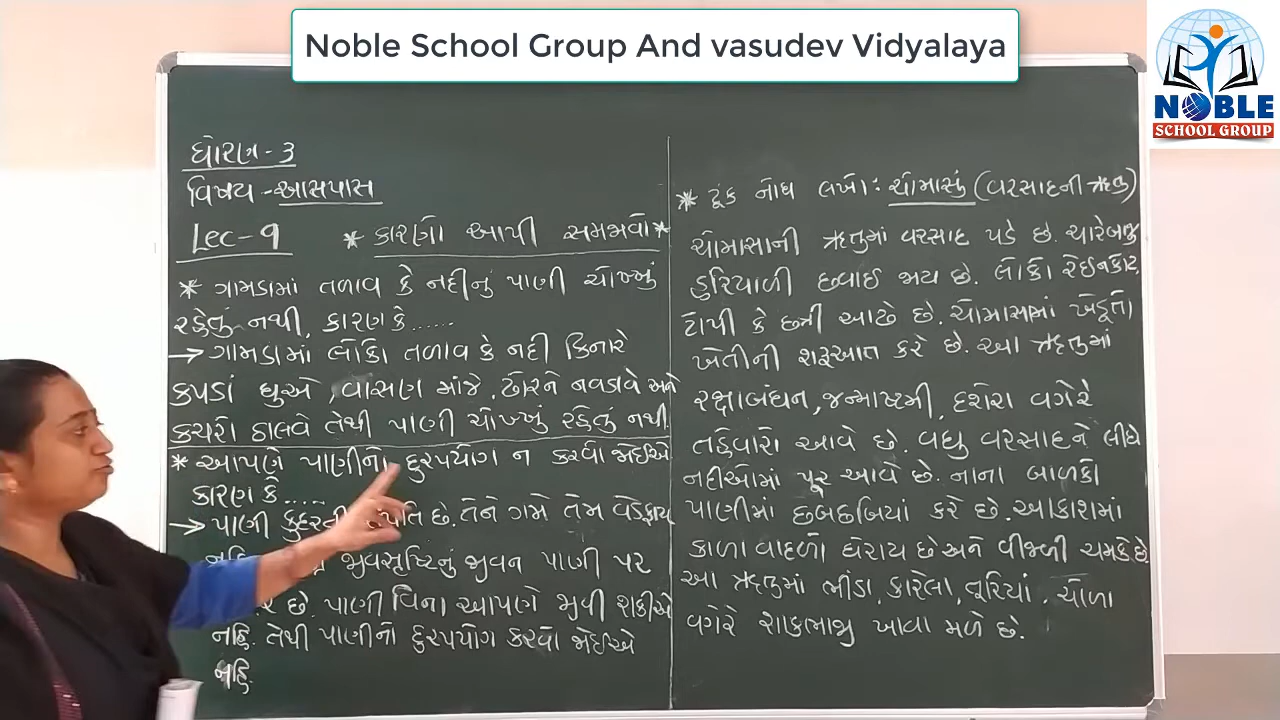 Noble School Group And vasudev Vidyalaya
NOBLE
SCHOOL GROUP
ધોરણ-૩
વિષય-આસપાસ
Lec-9
* કારણો આપી સમજાવો *
* ગામડામાં તળાવ કે નદીનું પાણી ચોખ્ખું
રહેતું નથી, કારણ કે......
→ ગામડામાં લોકો તળાવ કે નદી કિનારે
કપડાં ધુએ, વાસણ માંજે, ઢોરને નવડાવે અને
કચરો ઠાલવે તેથી પાણી ચોખ્ખું રહેતું નથી.
* આપણે પાણીનો દુરપયોગ ન કરવો જોઈએ
કારણ કે.....
→ પાણી છે. તેને ગમે તેમ વેડફાય
જીવસૃષ્ટિનું જીવન પાણી પર
છે. પાણી વિના આપણે જીવી શકીએ
નહિ. તેથી પાણીનો દુરપયોગ કરવો જોઈએ
નહિ.
* ટૂંક નોંધ લખો: ચોમાસું (વરસાદની ઋતુ)
ચોમાસાની ઋતુમાં વરસાદ પડે છે. ચારેબાજુ
હરિયાળી છવાઈ જાય છે. લોકો રેઈનકોટ,
ટોપી કે છત્રી ઓઢે છે. ચોમાસામાં ખેડૂતો
ખેતીની શરૂઆત કરે છે. આ ઋતુમાં
રક્ષાબંધન, જન્માષ્ટમી, દશેરા વગેરે
તહેવારો આવે છે. વધુ વરસાદને લીધે
નદીઓમાં પૂર આવે છે. નાના બાળકો
પાણીમાં છબછબિયાં કરે છે. આકાશમાં
કાળા વાદળો ઘેરાય છે અને વીજળી ચમકે છે.
આ ઋતુમાં ભીંડા, કારેલા, તૂરિયાં, ચોળા
વગેરે શાકભાજી ખાવા મળે છે.